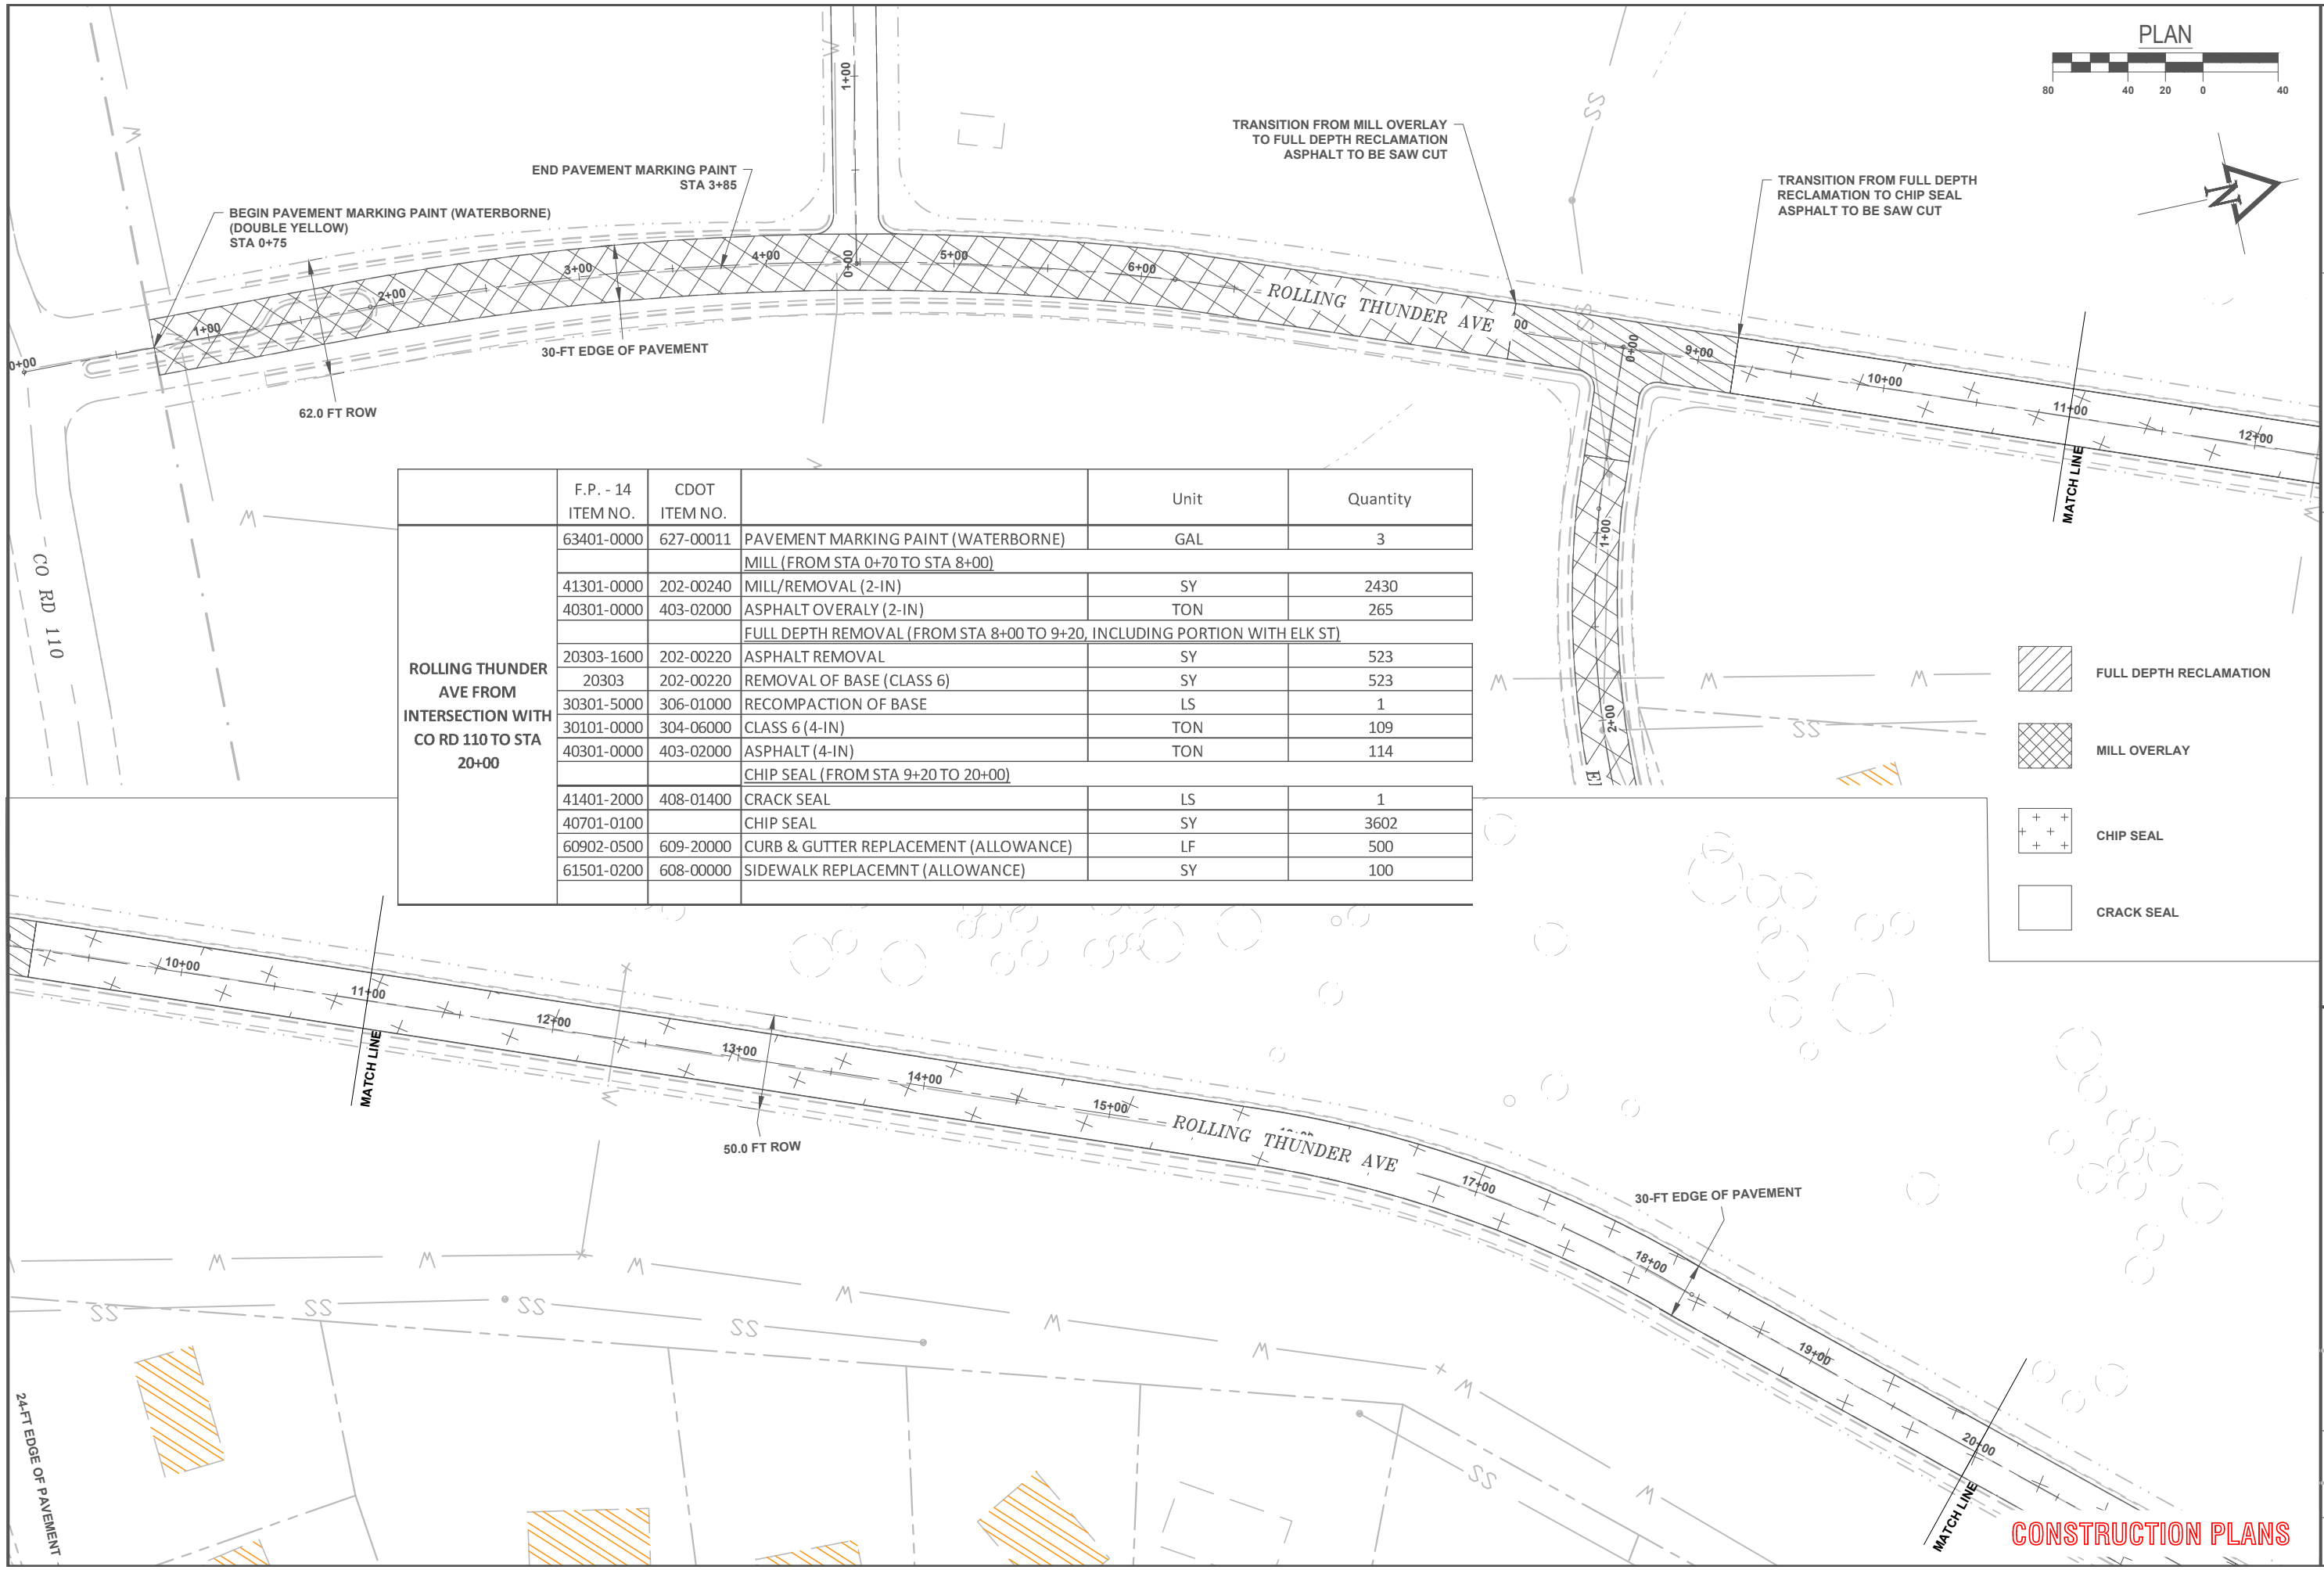 PLAN
80 40 20 0 40
N
1+00
W
W
SS
TRANSITION FROM MILL OVERLAY
TO FULL DEPTH RECLAMATION
ASPHALT TO BE SAW CUT
END PAVEMENT MARKING PAINT
STA 3+85
TRANSITION FROM FULL DEPTH
RECLAMATION TO CHIP SEAL
ASPHALT TO BE SAW CUT
BEGIN PAVEMENT MARKING PAINT (WATERBORNE)
(DOUBLE YELLOW)
STA 0+75
0+00
1+00
2+00
3+00
4+00
0+00
5+00
6+00
ROLLING THUNDER AVE
00
0+00
9+00
10+00
11+00
12+00
30-FT EDGE OF PAVEMENT
62.0 FT ROW
MATCH LINE
1+00
2+00
CO RD 110
W
W W W
SS
F.P. - 14 CDOT Unit Quantity
ITEM NO. ITEM NO.
ROLLING THUNDER
AVE FROM
INTERSECTION WITH
CO RD 110 TO STA
20+00
63401-0000 627-00011 PAVEMENT MARKING PAINT (WATERBORNE) GAL 3
MILL (FROM STA 0+70 TO STA 8+00)
41301-0000 202-00240 MILL/REMOVAL (2-IN) SY 2430
40301-0000 403-02000 ASPHALT OVERALY (2-IN) TON 265
FULL DEPTH REMOVAL (FROM STA 8+00 TO 9+20, INCLUDING PORTION WITH ELK ST)
20303-1600 202-00220 ASPHALT REMOVAL SY 523
20303 202-00220 REMOVAL OF BASE (CLASS 6) SY 523
30301-5000 306-01000 RECOMPACTION OF BASE LS 1
30101-0000 304-06000 CLASS 6 (4-IN) TON 109
40301-0000 403-02000 ASPHALT (4-IN) TON 114
CHIP SEAL (FROM STA 9+20 TO 20+00)
41401-2000 408-01400 CRACK SEAL LS 1
40701-0100 CHIP SEAL SY 3602
60902-0500 609-20000 CURB & GUTTER REPLACEMENT (ALLOWANCE) LF 500
61501-0200 608-00000 SIDEWALK REPLACEMNT (ALLOWANCE) SY 100
FULL DEPTH RECLAMATION
MILL OVERLAY
CHIP SEAL
CRACK SEAL
10+00
11+00
12+00
13+00
14+00
15+00
ROLLING THUNDER AVE
17+00
18+00
19+00
20+00
MATCH LINE
50.0 FT ROW
30-FT EDGE OF PAVEMENT
W W W W W W W W
SS SS SS SS SS
24-FT EDGE OF PAVEMENT
MATCH LINE
CONSTRUCTION PLANS